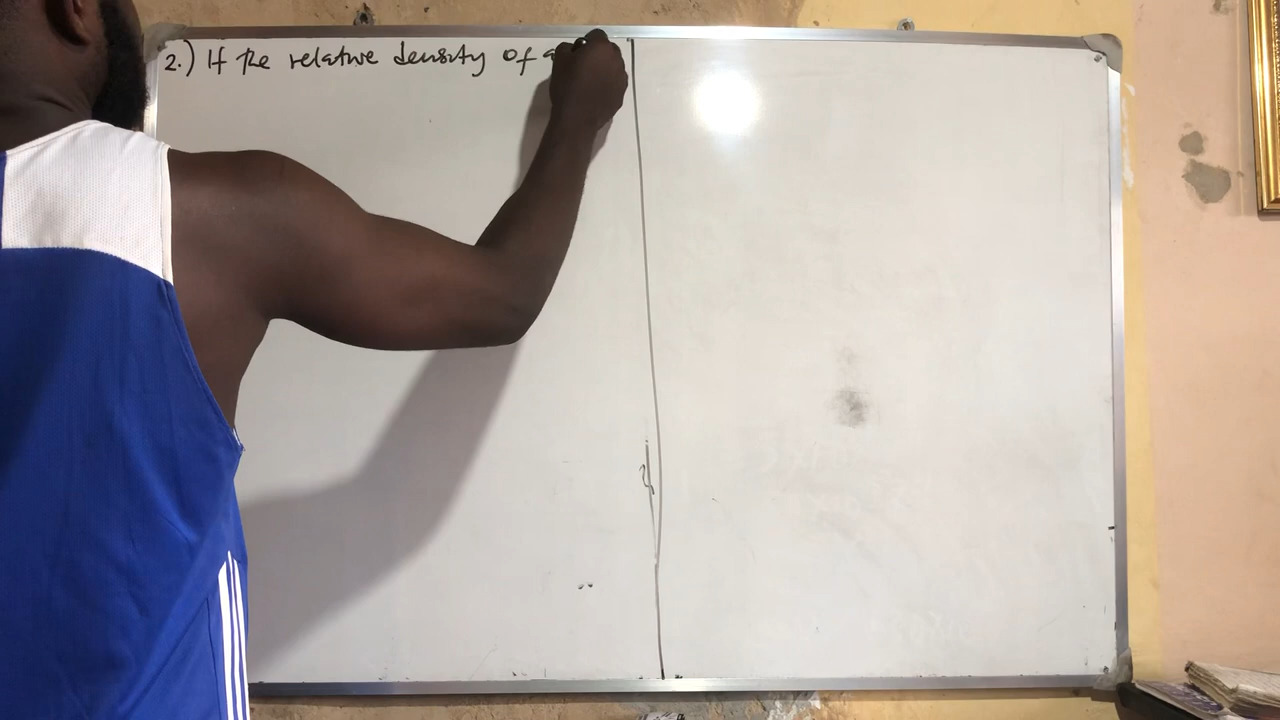 2.) If the relative density of a